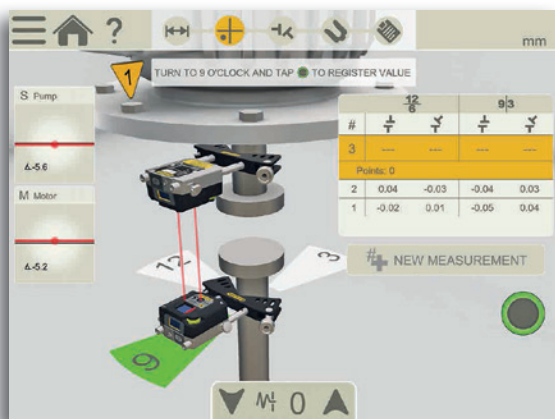 ?
mm
TURN TO 9 O'CLOCK AND TAP TO REGISTER VALUE
1
S Pump
∡-5.6
M Motor
∡-5.2
12
6
9 3
#
3 --- --- --- ---
Points: 0
2 0.04 -0.03 -0.04 0.03
1 -0.02 0.01 -0.05 0.04
NEW MEASUREMENT
12
3
9
0